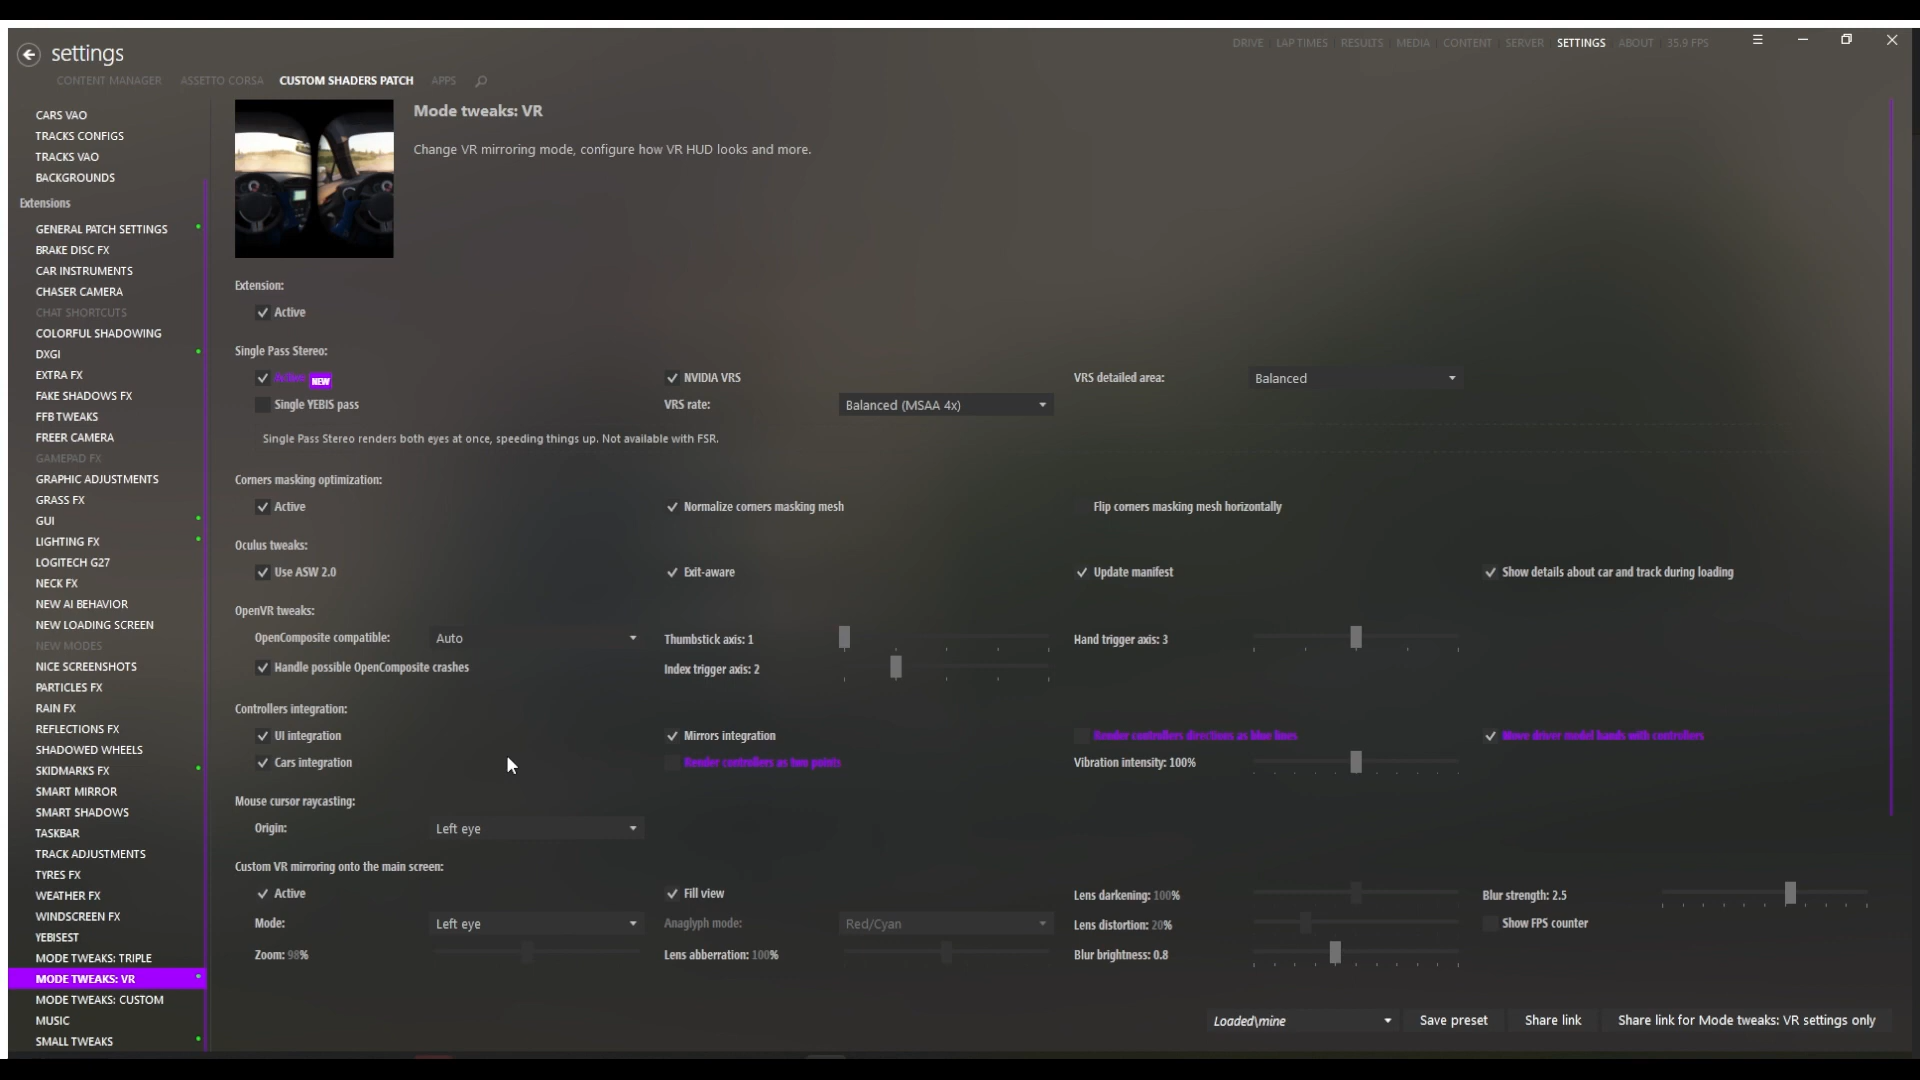 settings
DRIVE LAP TIMES RESULTS MEDIA CONTENT SERVER SETTINGS ABOUT 35.9 FPS
CONTENT MANAGER ASSETTO CORSA CUSTOM SHADERS PATCH APPS
CARS VAO
TRACKS CONFIGS
TRACKS VAO
BACKGROUNDS
Extensions
GENERAL PATCH SETTINGS
BRAKE DISC FX
CAR INSTRUMENTS
CHASER CAMERA
CHAT SHORTCUTS
COLORFUL SHADOWING
DXGI
EXTRA FX
FAKE SHADOWS FX
FFB TWEAKS
FREER CAMERA
GAMEPAD FX
GRAPHIC ADJUSTMENTS
GRASS FX
GUI
LIGHTING FX
LOGITECH G27
NECK FX
NEW AI BEHAVIOR
NEW LOADING SCREEN
NEW MODES
NICE SCREENSHOTS
PARTICLES FX
RAIN FX
REFLECTIONS FX
SHADOWED WHEELS
SKIDMARKS FX
SMART MIRROR
SMART SHADOWS
TASKBAR
TRACK ADJUSTMENTS
TYRES FX
WEATHER FX
WINDSCREEN FX
YEBISEST
MODE TWEAKS: TRIPLE
MODE TWEAKS: VR
MODE TWEAKS: CUSTOM
MUSIC
SMALL TWEAKS
Mode tweaks: VR
Change VR mirroring mode, configure how VR HUD looks and more.
Extension:
Active
Single Pass Stereo:
Active NEW NVIDIA VRS VRS detailed area: Balanced
Single YEBIS pass VRS rate: Balanced (MSAA 4x)
Single Pass Stereo renders both eyes at once, speeding things up. Not available with FSR.
Corners masking optimization:
Active Normalize corners masking mesh Flip corners masking mesh horizontally
Oculus tweaks:
Use ASW 2.0 Exit-aware Update manifest Show details about car and track during loading
OpenVR tweaks:
OpenComposite compatible: Auto Thumbstick axis: 1 Hand trigger axis: 3
Handle possible OpenComposite crashes Index trigger axis: 2
Controllers integration:
UI integration Mirrors integration Render controllers directions as blue lines Move driver model hands with controllers
Cars integration Render controllers as two points Vibration intensity: 100%
Mouse cursor raycasting:
Origin: Left eye
Custom VR mirroring onto the main screen:
Active Fill view Lens darkening: 100% Blur strength: 2.5
Mode: Left eye Anaglyph mode: Red/Cyan Lens distortion: 20% Show FPS counter
Zoom: 98% Lens abberration: 100% Blur brightness: 0.8
Loaded\mine Save preset Share link Share link for Mode tweaks: VR settings only